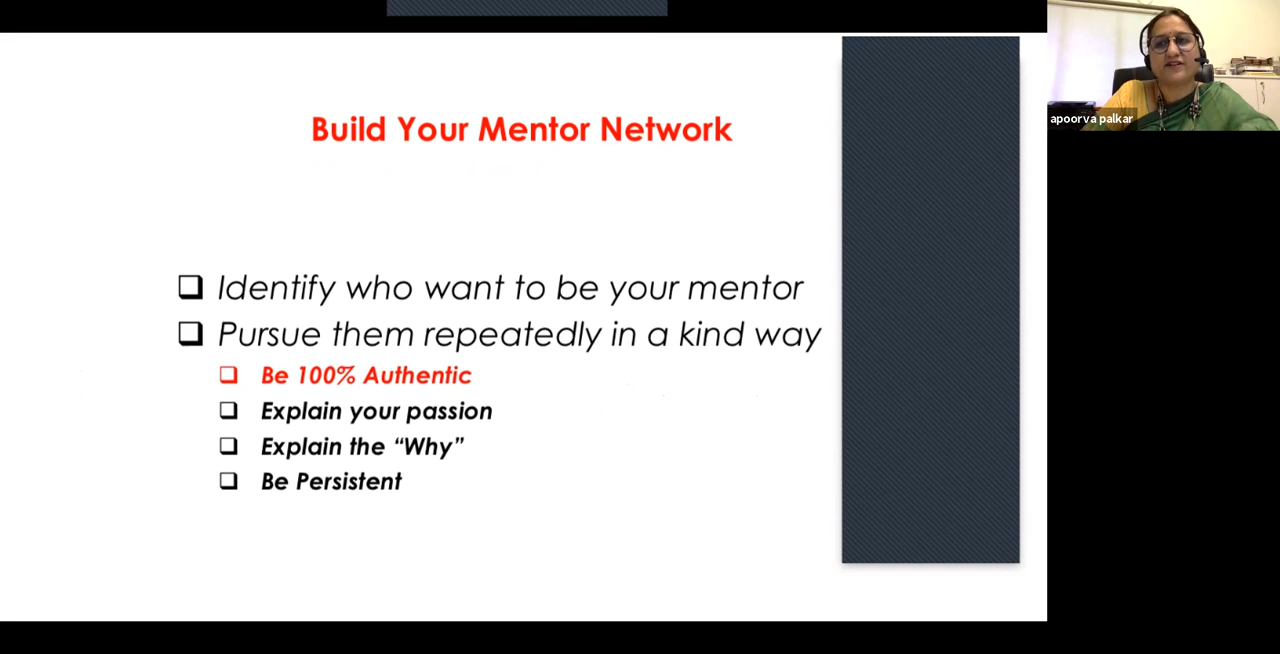 Build Your Mentor Network
Identify who want to be your mentor
Pursue them repeatedly in a kind way
Be 100% Authentic
Explain your passion
Explain the “Why”
Be Persistent
apoorva palkar